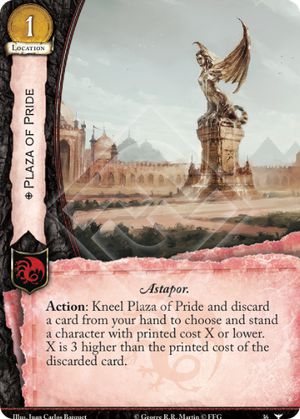 1
LOCATION
PLAZA OF PRIDE
Astapor.
Action: Kneel Plaza of Pride and discard
a card from your hand to choose and stand
a character with printed cost X or lower.
X is 3 higher than the printed cost of the
discarded card.
Illus. Juan Carlos Barquet
© George R.R. Martin © FFG
16